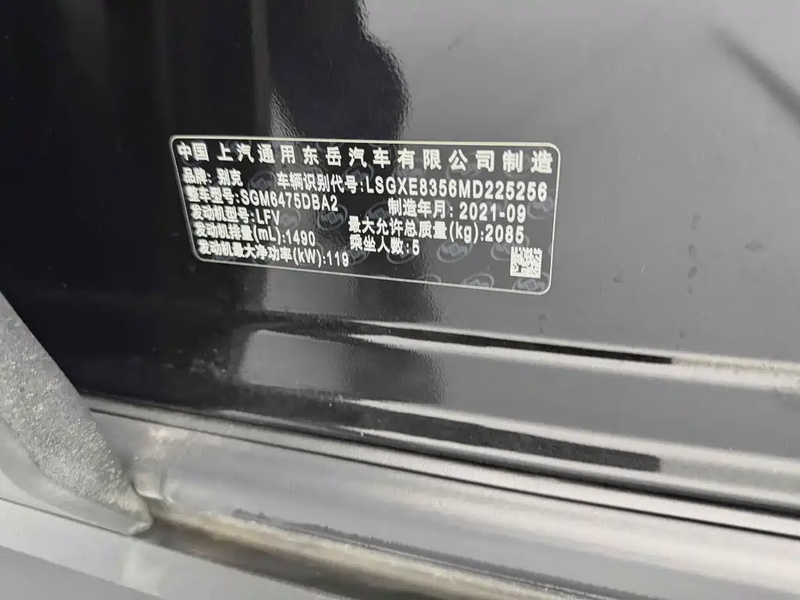 中国上汽通用东岳汽车有限公司制造
品牌:别克 车辆识别代号:LSGXE8356MD225256
整车型号:SGM6475DBA2 制造年月:2021-09
发动机型号:LFV 最大允许总质量(kg):2085
发动机排量(mL):1490 乘坐人数:5
发动机最大净功率(kW):119